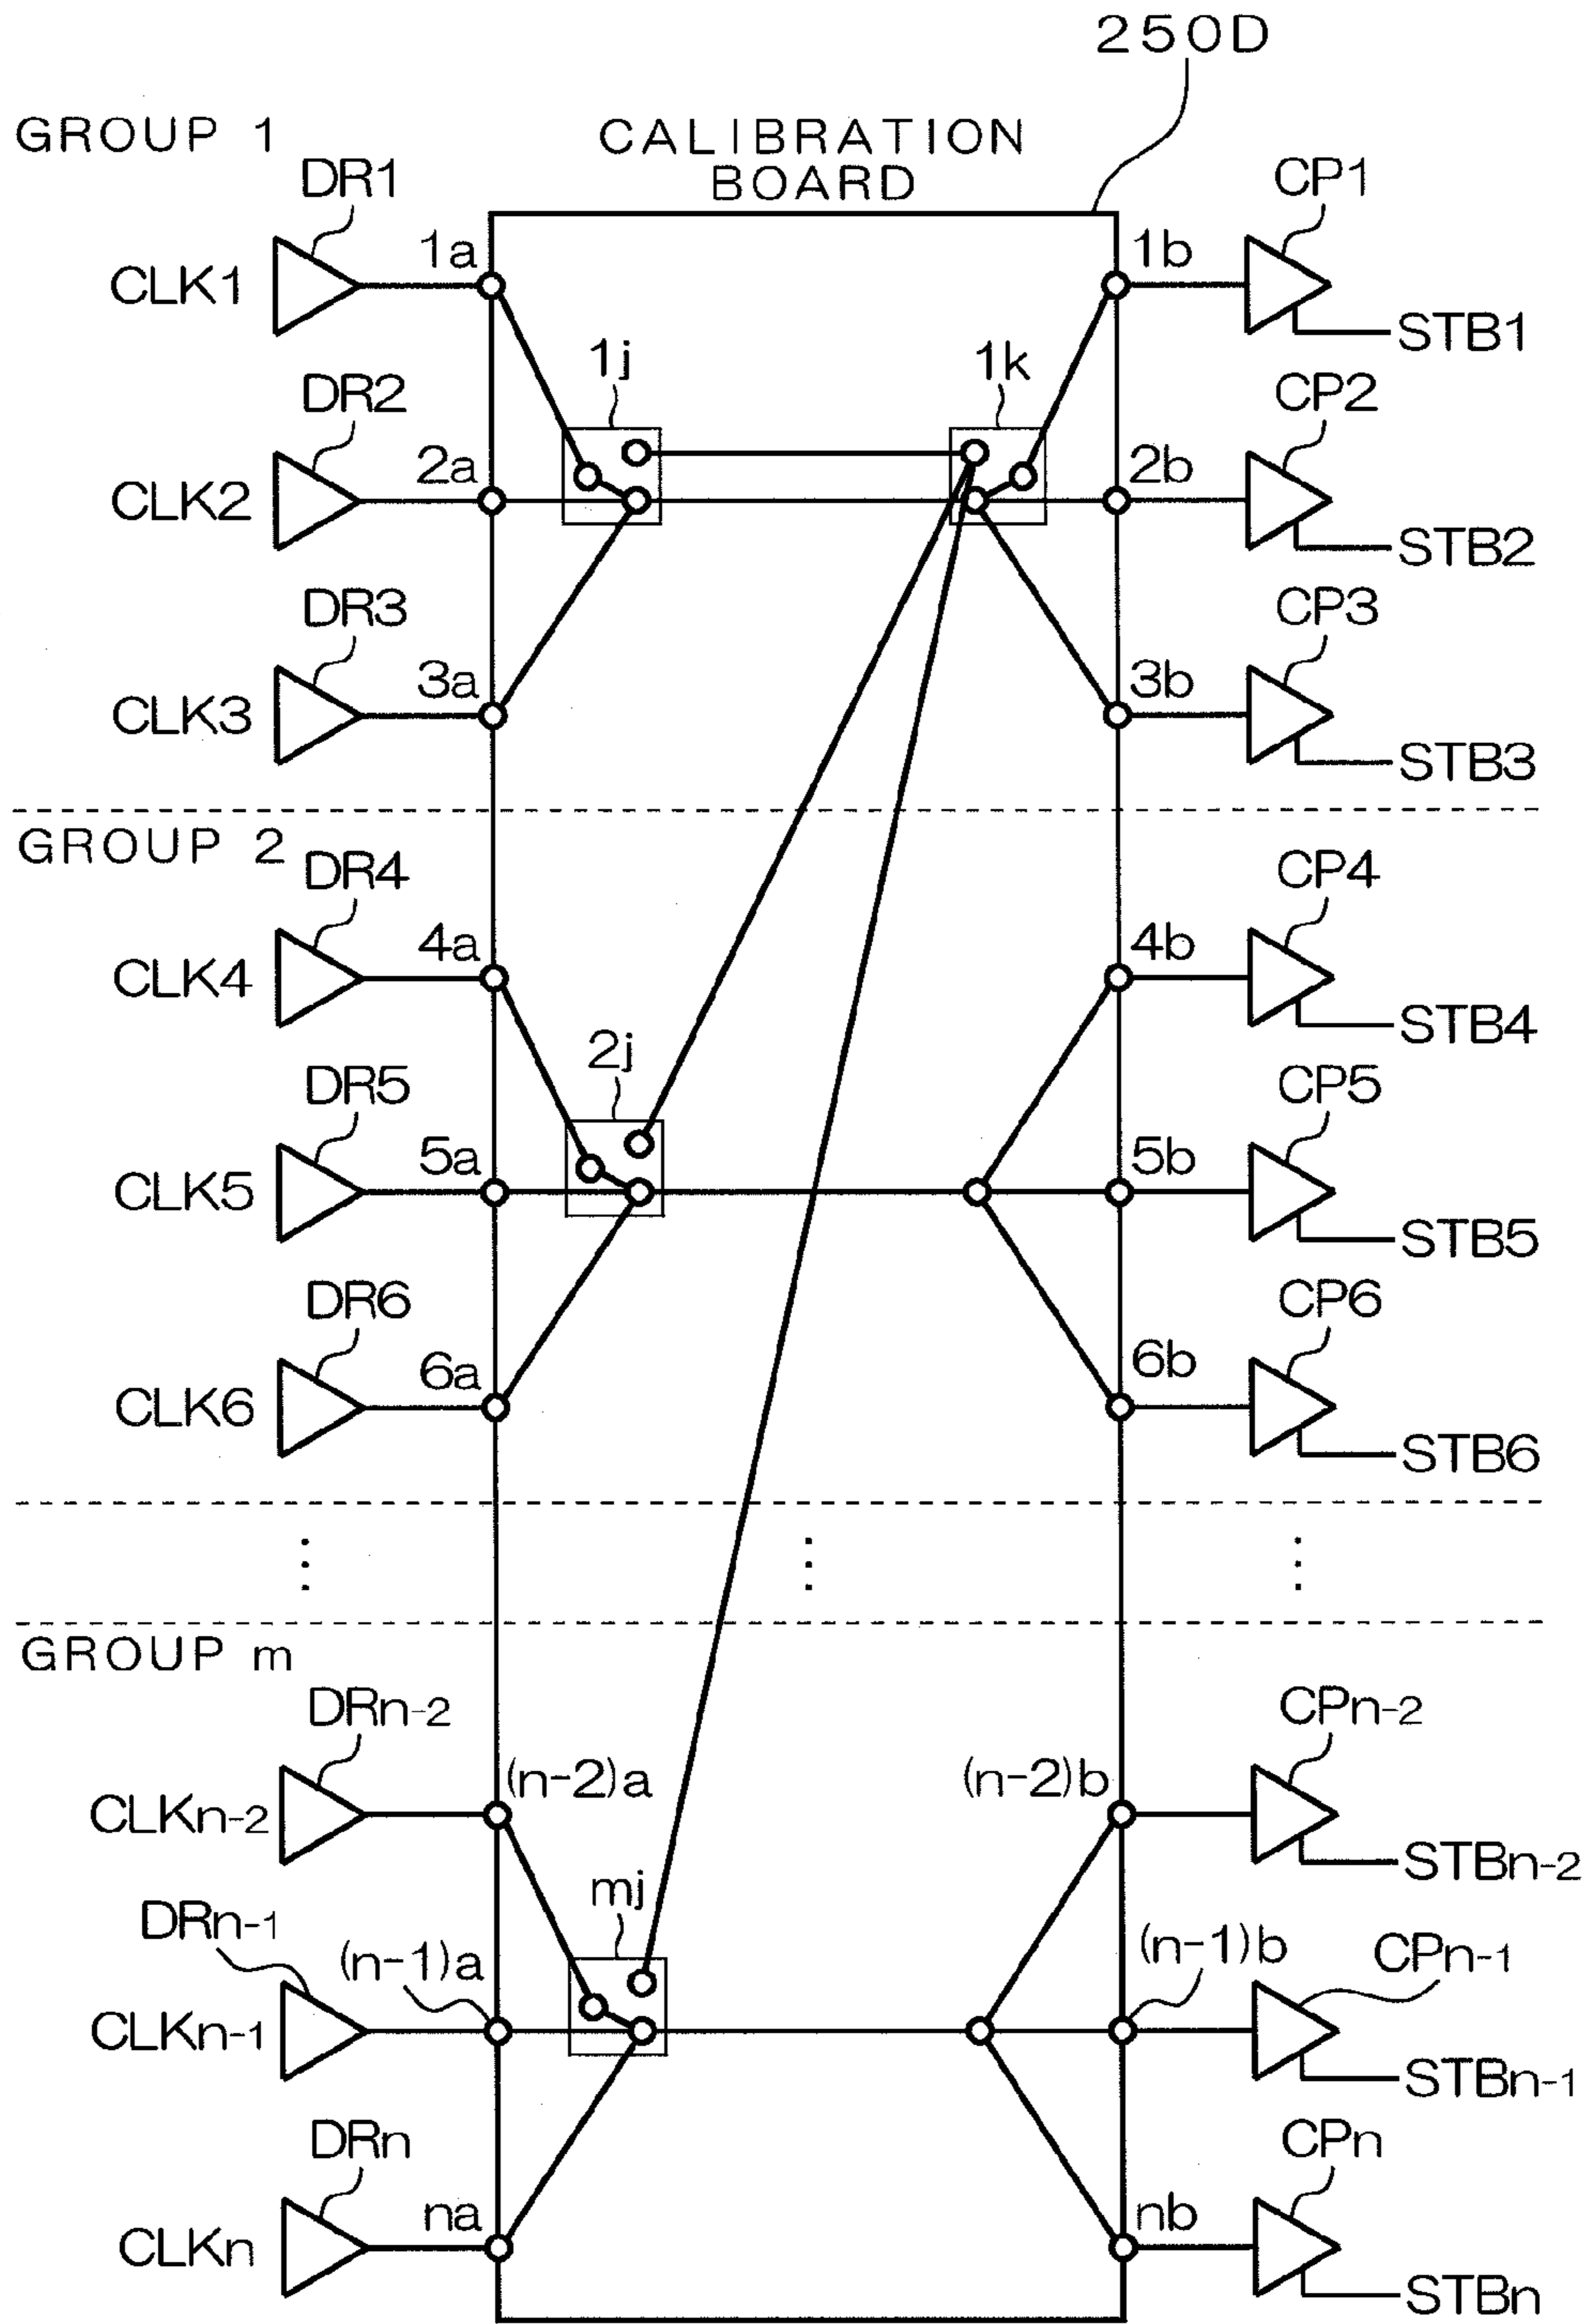 250D
GROUP 1
CALIBRATION
BOARD
DR1
CP1
1a
1b
CLK1
STB1
1j
1k
DR2
CP2
2a
2b
CLK2
STB2
DR3
CP3
3a
3b
CLK3
STB3
GROUP 2
DR4
CP4
4a
4b
CLK4
STB4
2j
DR5
CP5
5a
5b
CLK5
STB5
DR6
CP6
6a
6b
CLK6
STB6
GROUP m
DRn-2
CPn-2
(n-2)a
(n-2)b
CLKn-2
STBn-2
mj
DRn-1
CPn-1
(n-1)a
(n-1)b
CLKn-1
STBn-1
DRn
CPn
na
nb
CLKn
STBn